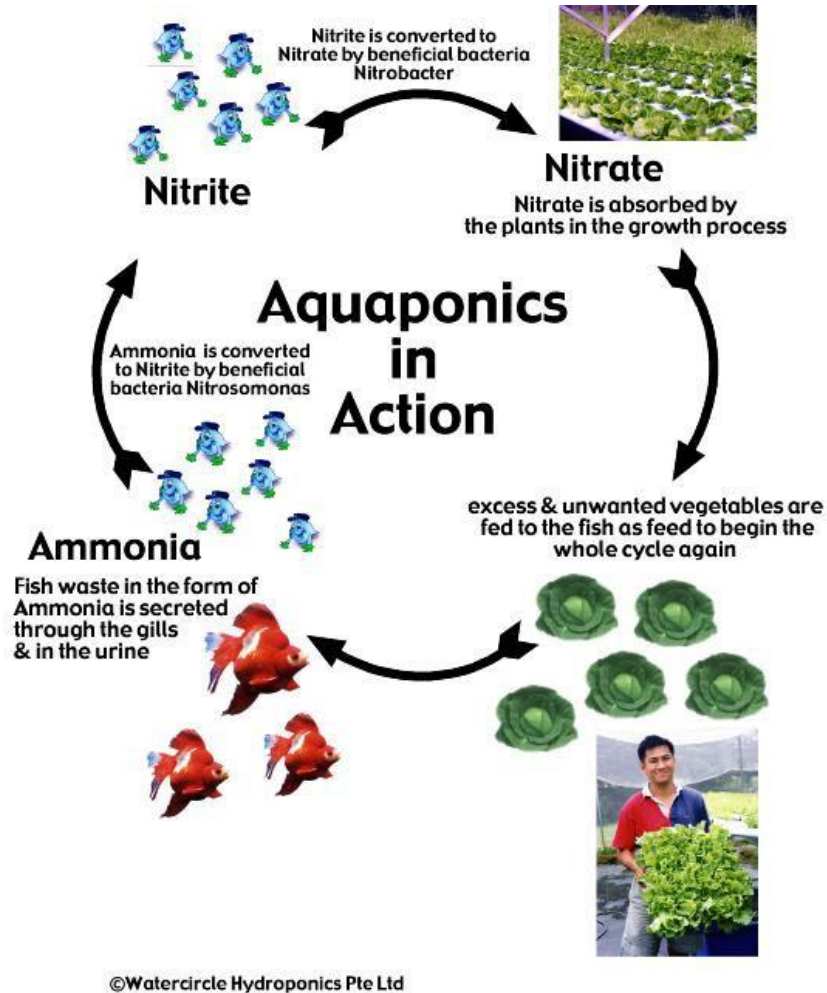 Nitrite is converted to
Nitrate by beneficial bacteria
Nitrobacter
Nitrite
Nitrate
Nitrate is absorbed by
the plants in the growth process
Aquaponics
in
Action
Ammonia is converted
to Nitrite by beneficial
bacteria Nitrosomonas
excess & unwanted vegetables are
fed to the fish as feed to begin the
whole cycle again
Ammonia
Fish waste in the form of
Ammonia is secreted
through the gills
& in the urine
©Watercircle Hydroponics Pte Ltd